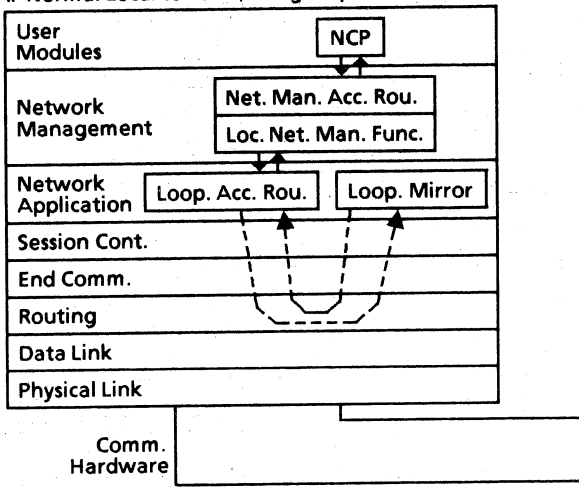 User
Modules
NCP
Network
Management
Net. Man. Acc. Rou.
Loc. Net. Man. Func.
Network
Application
Loop. Acc. Rou.
Loop. Mirror
Session Cont.
End Comm.
Routing
Data Link
Physical Link
Comm.
Hardware